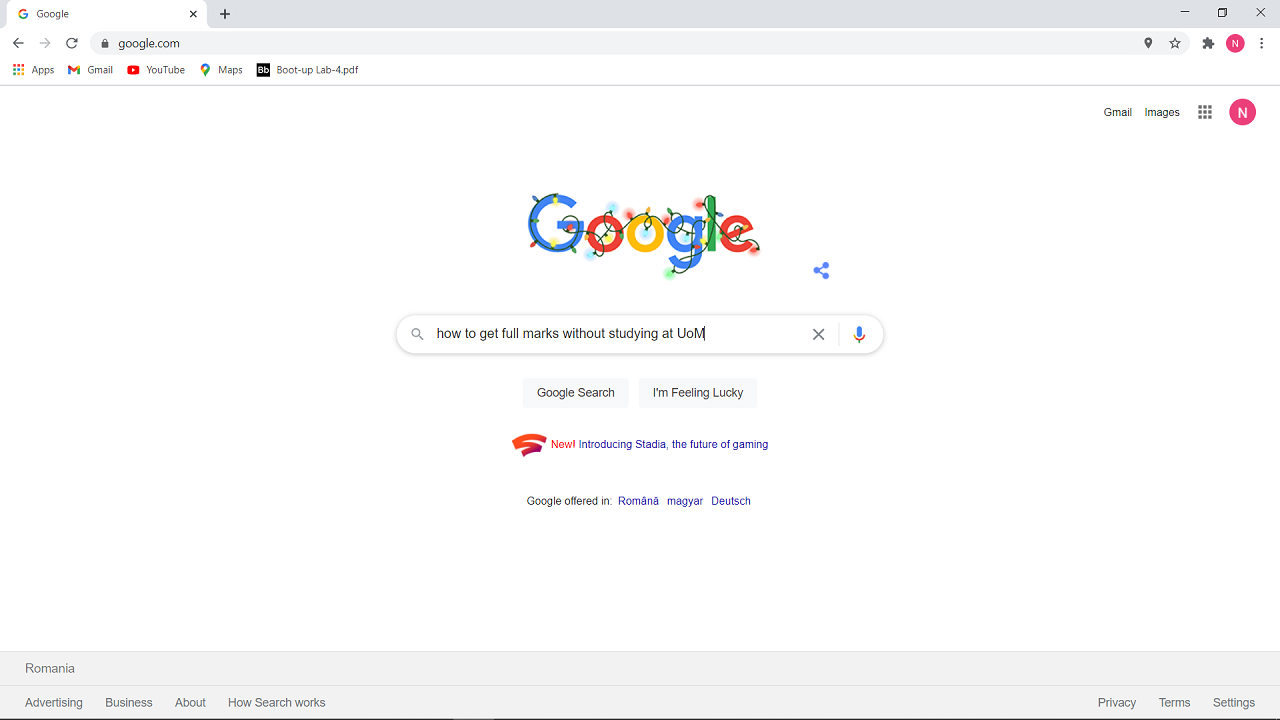 Google
google.com
N
Apps Gmail YouTube Maps Bb Boot-up Lab-4.pdf
Gmail Images N
Google
how to get full marks without studying at UoM
Google Search I'm Feeling Lucky
New! Introducing Stadia, the future of gaming
Google offered in: Română magyar Deutsch
Romania
Advertising Business About How Search works Privacy Terms Settings